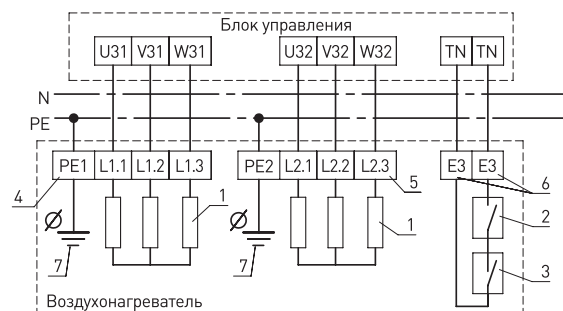 Блок управления
U31 V31 W31 U32 V32 W32 TN TN
N
PE
PE1 L1.1 L1.2 L1.3 PE2 L2.1 L2.2 L2.3 E3 E3
4 5 6
1 1 2
7 7 3
Воздухонагреватель